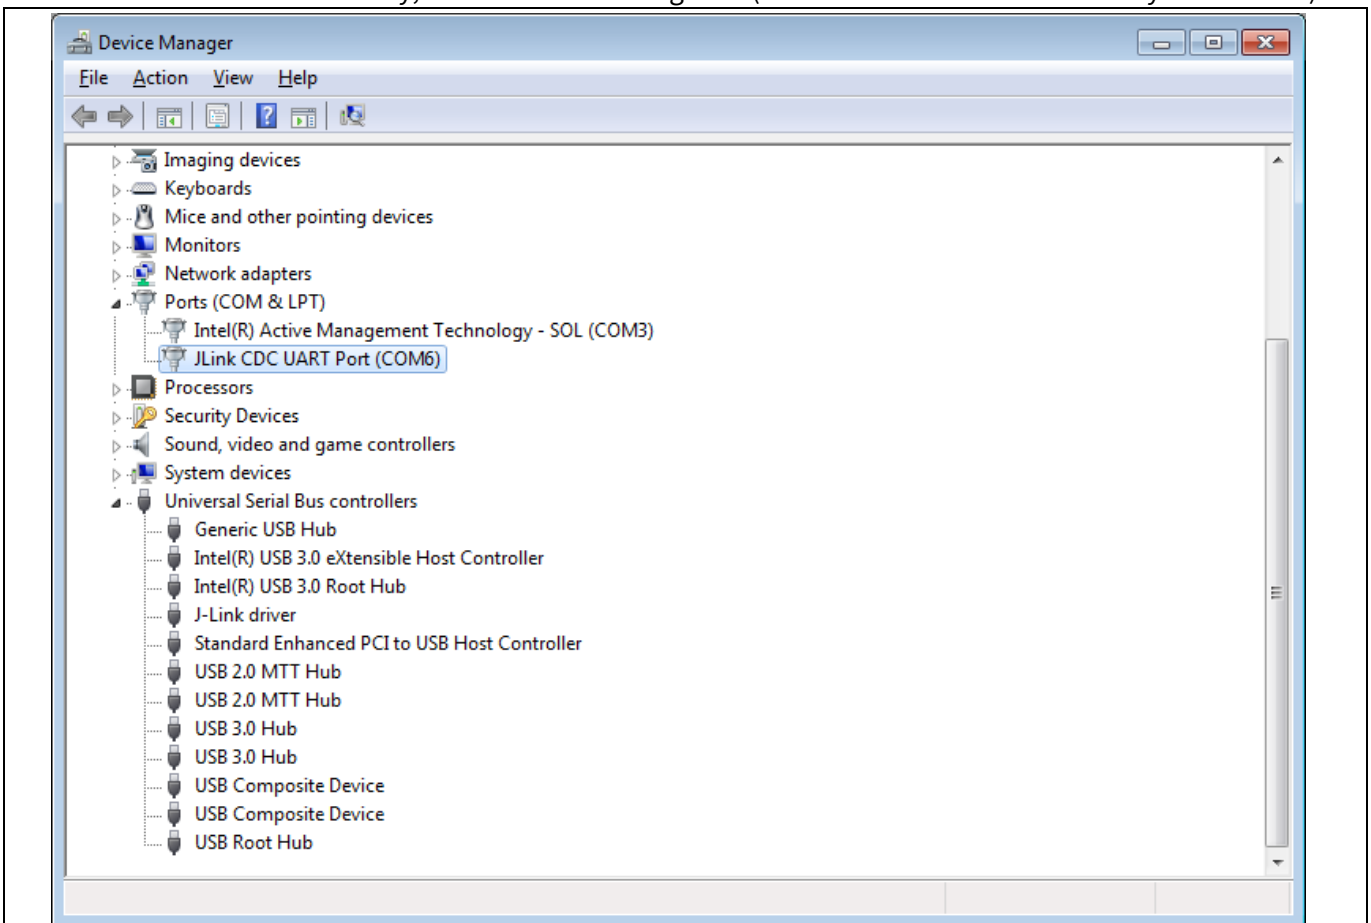 Device Manager
File Action View Help
Imaging devices
Keyboards
Mice and other pointing devices
Monitors
Network adapters
Ports (COM & LPT)
Intel(R) Active Management Technology - SOL (COM3)
JLink CDC UART Port (COM6)
Processors
Security Devices
Sound, video and game controllers
System devices
Universal Serial Bus controllers
Generic USB Hub
Intel(R) USB 3.0 eXtensible Host Controller
Intel(R) USB 3.0 Root Hub
J-Link driver
Standard Enhanced PCI to USB Host Controller
USB 2.0 MTT Hub
USB 2.0 MTT Hub
USB 3.0 Hub
USB 3.0 Hub
USB Composite Device
USB Composite Device
USB Root Hub